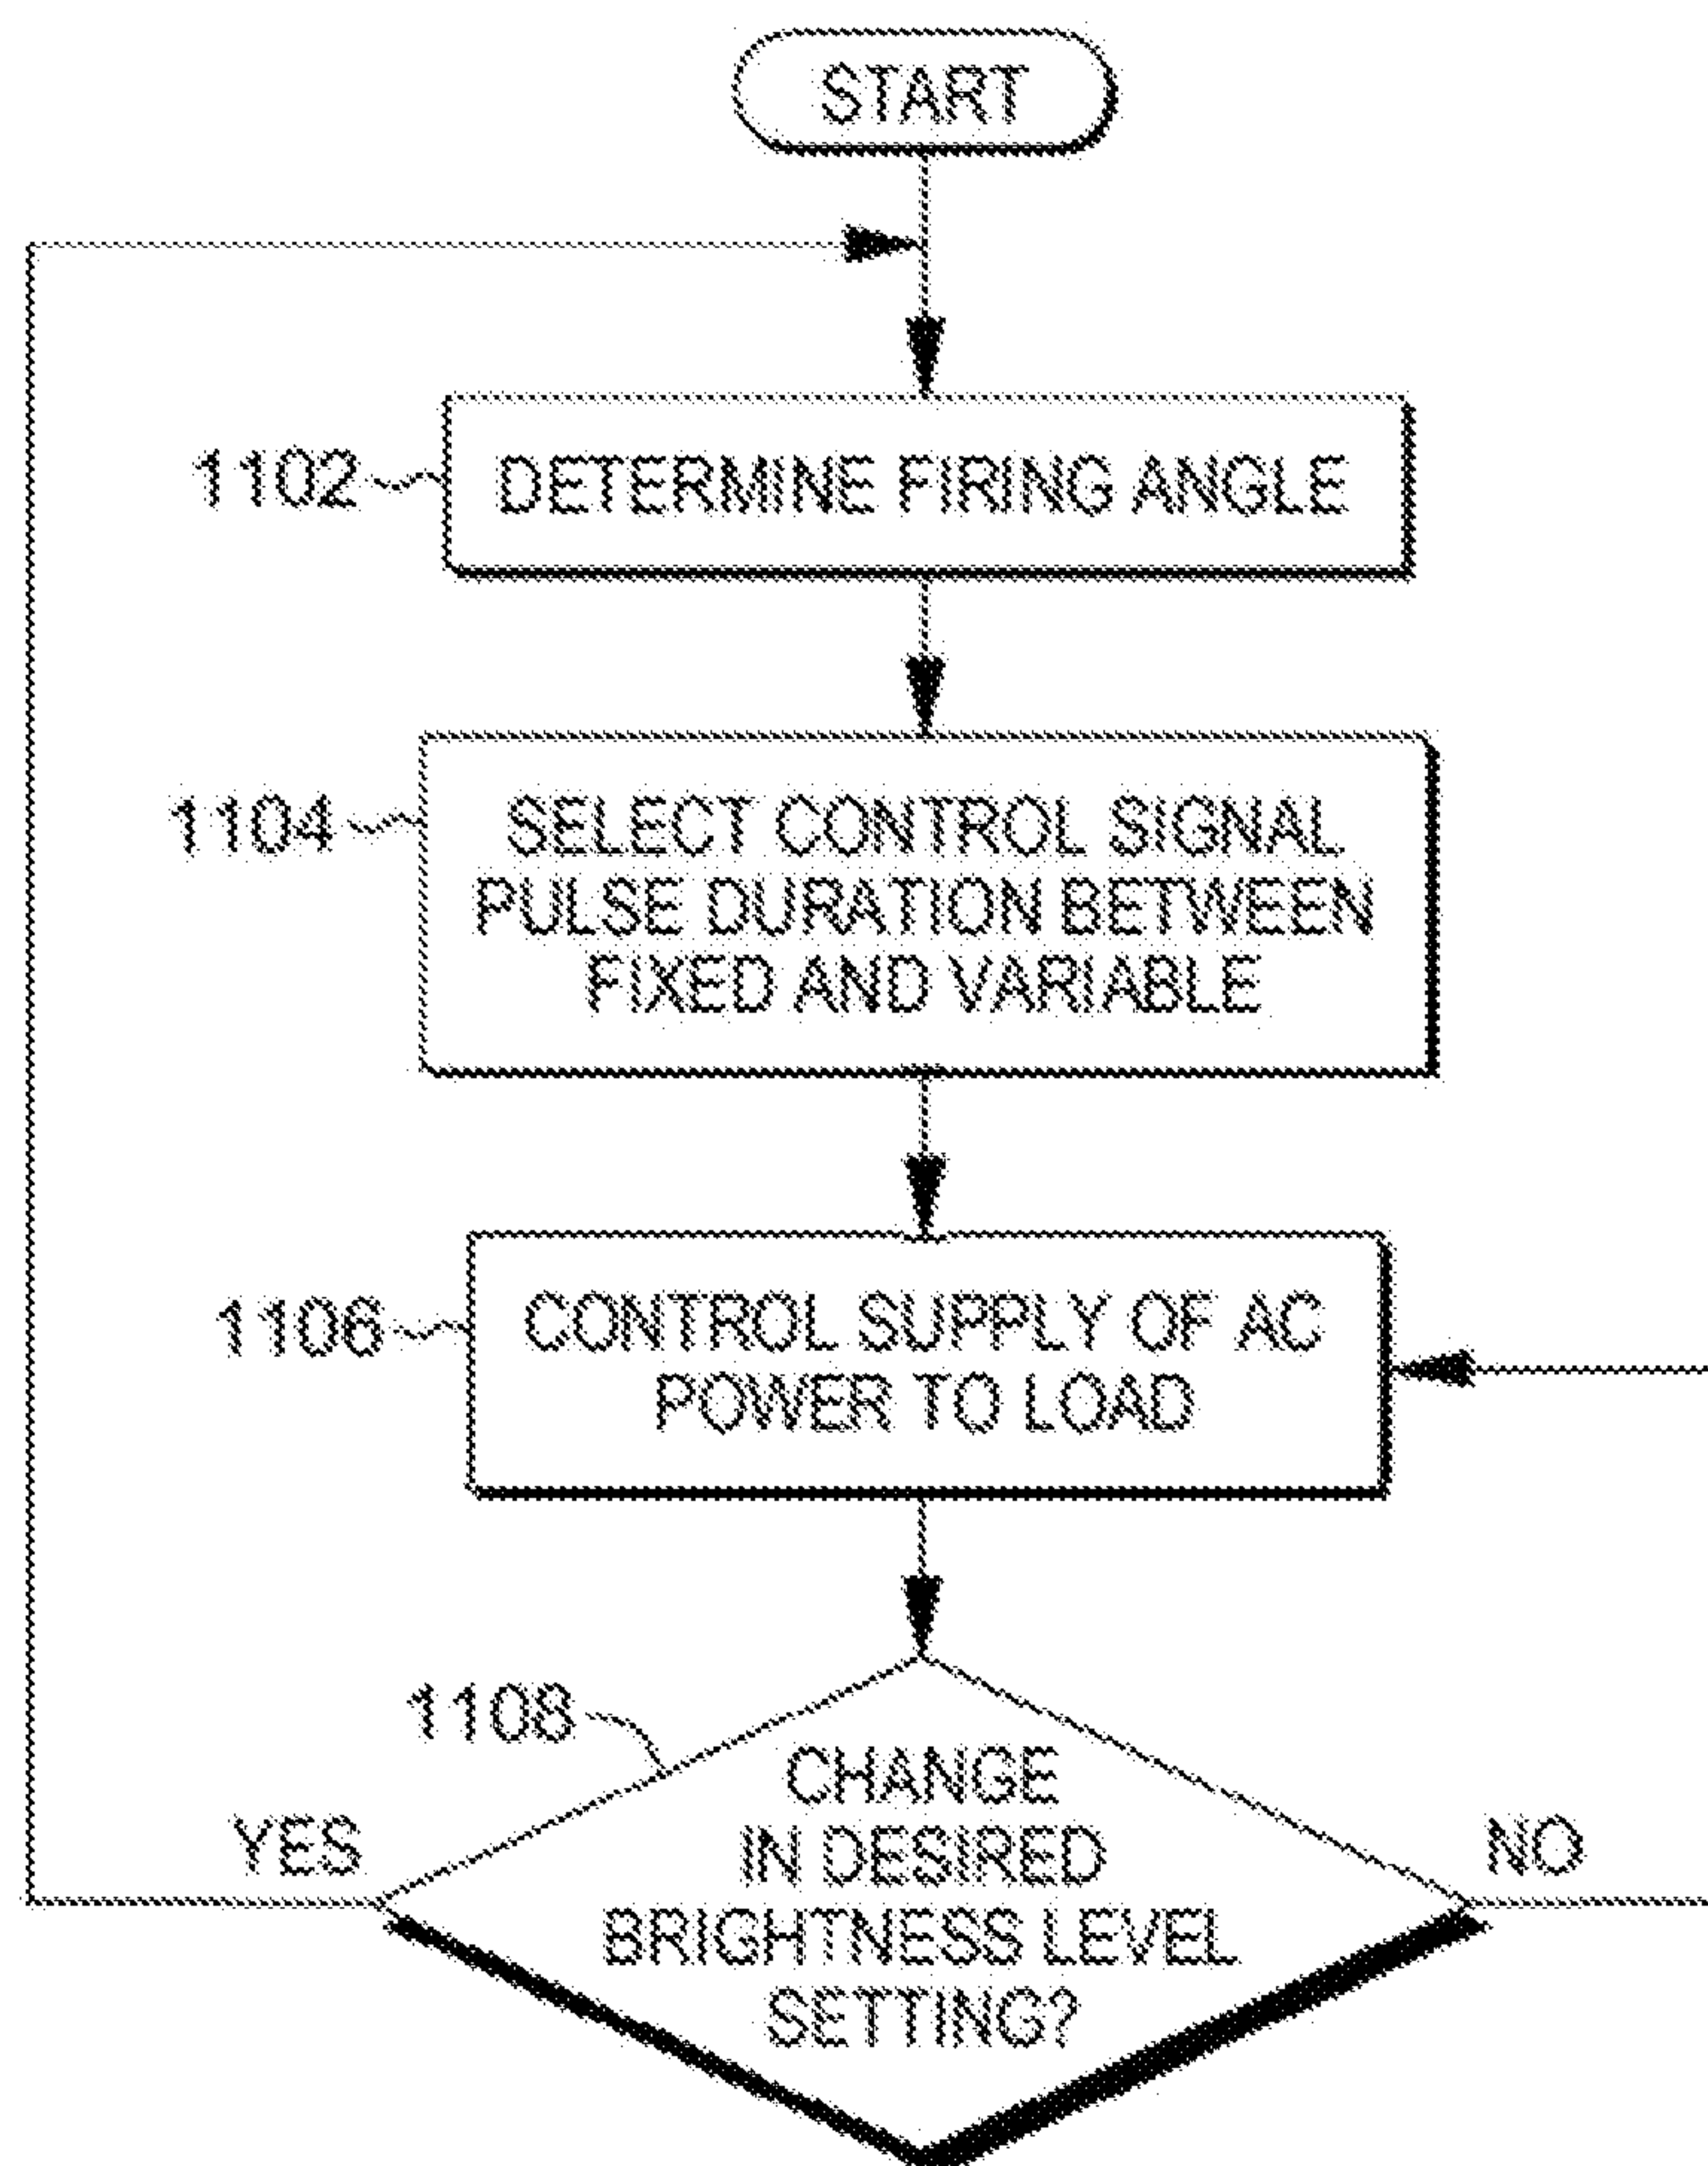 START
1102
DETERMINE FIRING ANGLE
1104
SELECT CONTROL SIGNAL
PULSE DURATION BETWEEN
FIXED AND VARIABLE
1106
CONTROL SUPPLY OF AC
POWER TO LOAD
1108
CHANGE
IN DESIRED
BRIGHTNESS LEVEL
SETTING?
YES
NO